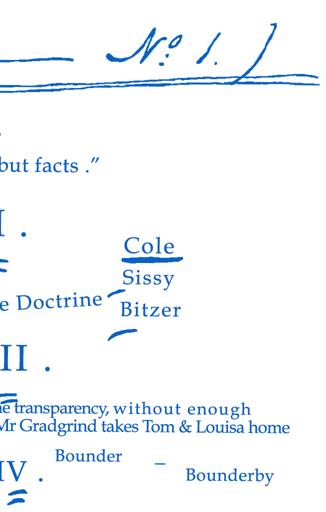 Nº 1.
but facts ."
I .
Cole
Sissy
e Doctrine
Bitzer
II .
he transparency, without enough
Mr Gradgrind takes Tom & Louisa home
IV .
Bounder –
Bounderby